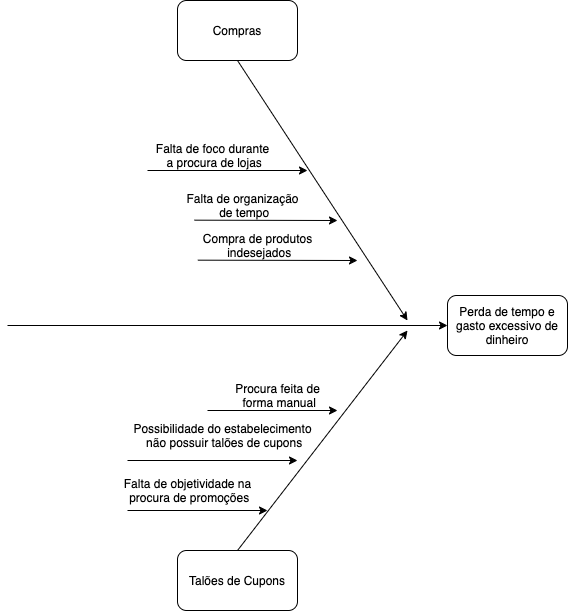 Compras
Falta de foco durante
a procura de lojas
Falta de organização
de tempo
Compra de produtos
indesejados
Perda de tempo e
gasto excessivo de
dinheiro
Procura feita de
forma manual
Possibilidade do estabelecimento
não possuir talões de cupons
Falta de objetividade na
procura de promoções
Talões de Cupons